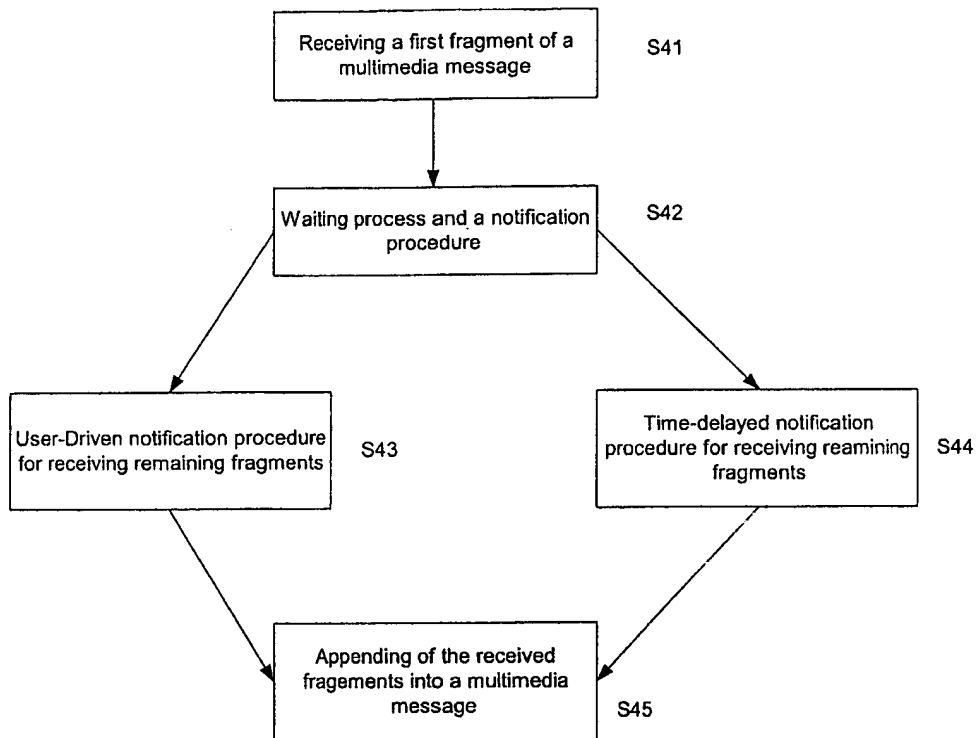 Receiving a first fragment of a
multimedia message
S41
Waiting process and a notification
procedure
S42
User-Driven notification procedure
for receiving remaining fragments
S43
Time-delayed notification
procedure for receiving reamining
fragments
S44
Appending of the received
fragements into a multimedia
message
S45